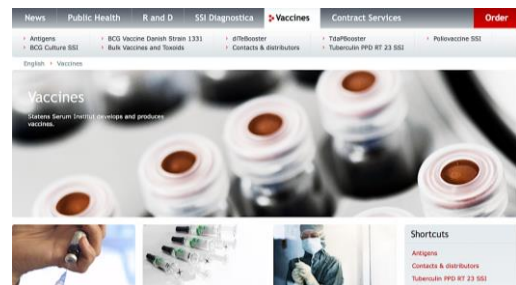 News Public Health R and D SSI Diagnostica Vaccines Contract Services Order
Antigens BCG Vaccine Danish Strain 1331 diTeBooster TdaPBooster Poliovaccine SSI
BCG Culture SSI Bulk Vaccines and Toxoids Contacts & distributors Tuberculin PPD RT 23 SSI
English Vaccines
Vaccines
Statens Serum Institut develops and produces
vaccines.
Shortcuts
Antigens
Contacts & distributors
Tuberculin PPD RT 23 SSI